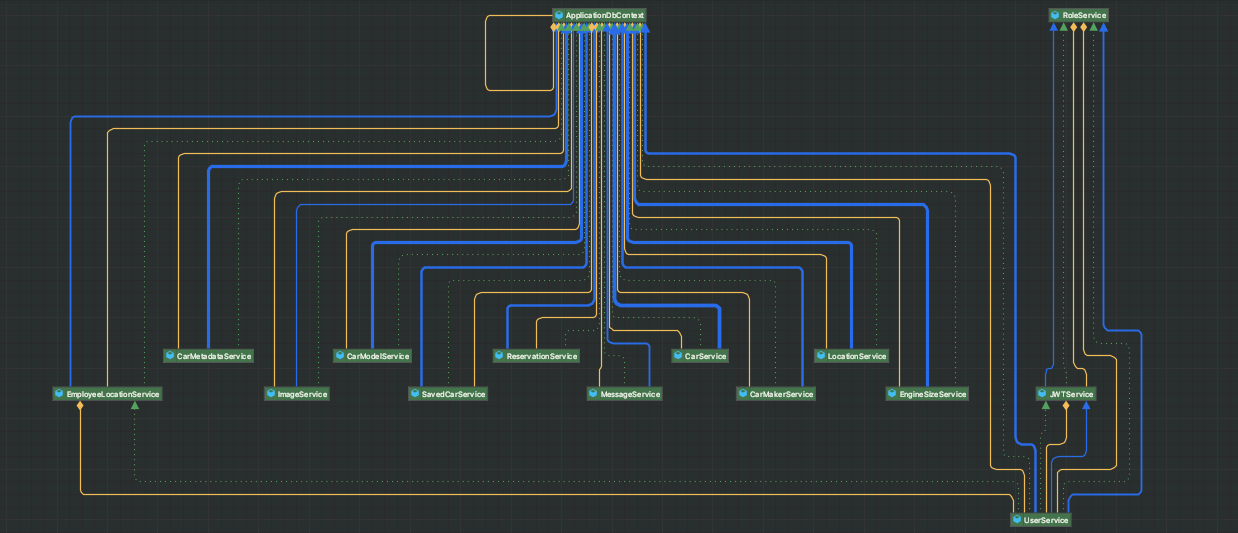 ApplicationDbContext
RoleService
CarMetadataService
CarModelService
ReservationService
CarService
LocationService
EmployeeLocationService
ImageService
SavedCarService
MessageService
CarMakerService
EngineSizeService
JWTService
UserService